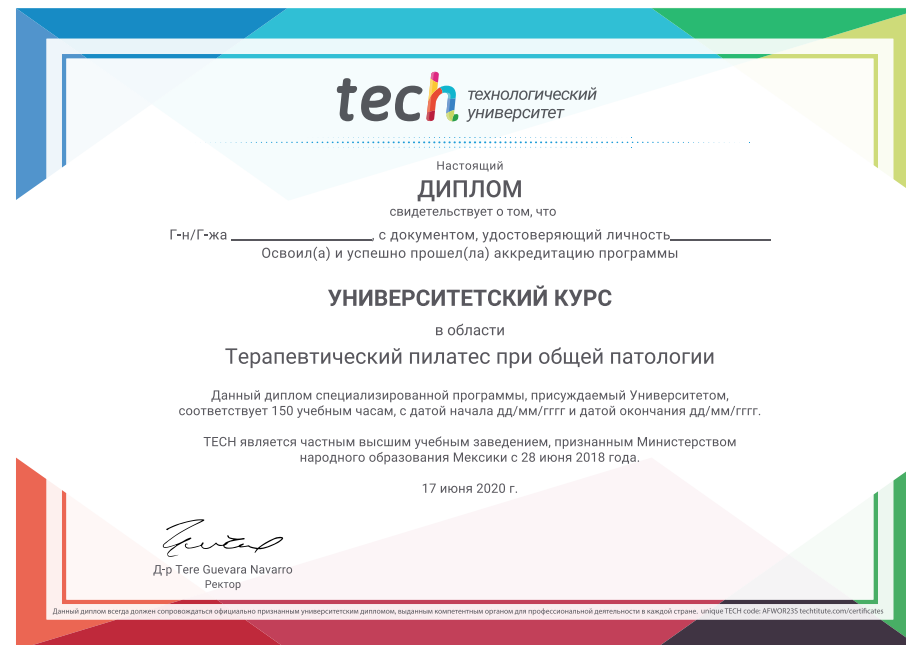 tech технологический
университет
Настоящий
ДИПЛОМ
свидетельствует о том, что
Г-н/Г-жа ____________, с документом, удостоверяющий личность____________
Освоил(а) и успешно прошел(ла) аккредитацию программы
УНИВЕРСИТЕТСКИЙ КУРС
в области
Терапевтический пилатес при общей патологии
Данный диплом специализированной программы, присуждаемый Университетом,
соответствует 150 учебным часам, с датой начала дд/мм/гггг и датой окончания дд/мм/гггг.
TECH является частным высшим учебным заведением, признанным Министерством
народного образования Мексики с 28 июня 2018 года.
17 июня 2020 г.
Д-р Tere Guevara Navarro
Ректор
Данный диплом всегда должен сопровождаться официально признанным университетским дипломом, выданным компетентным органом для профессиональной деятельности в каждой стране. unique TECH code: AFWOR23S techtitute.com/certificates